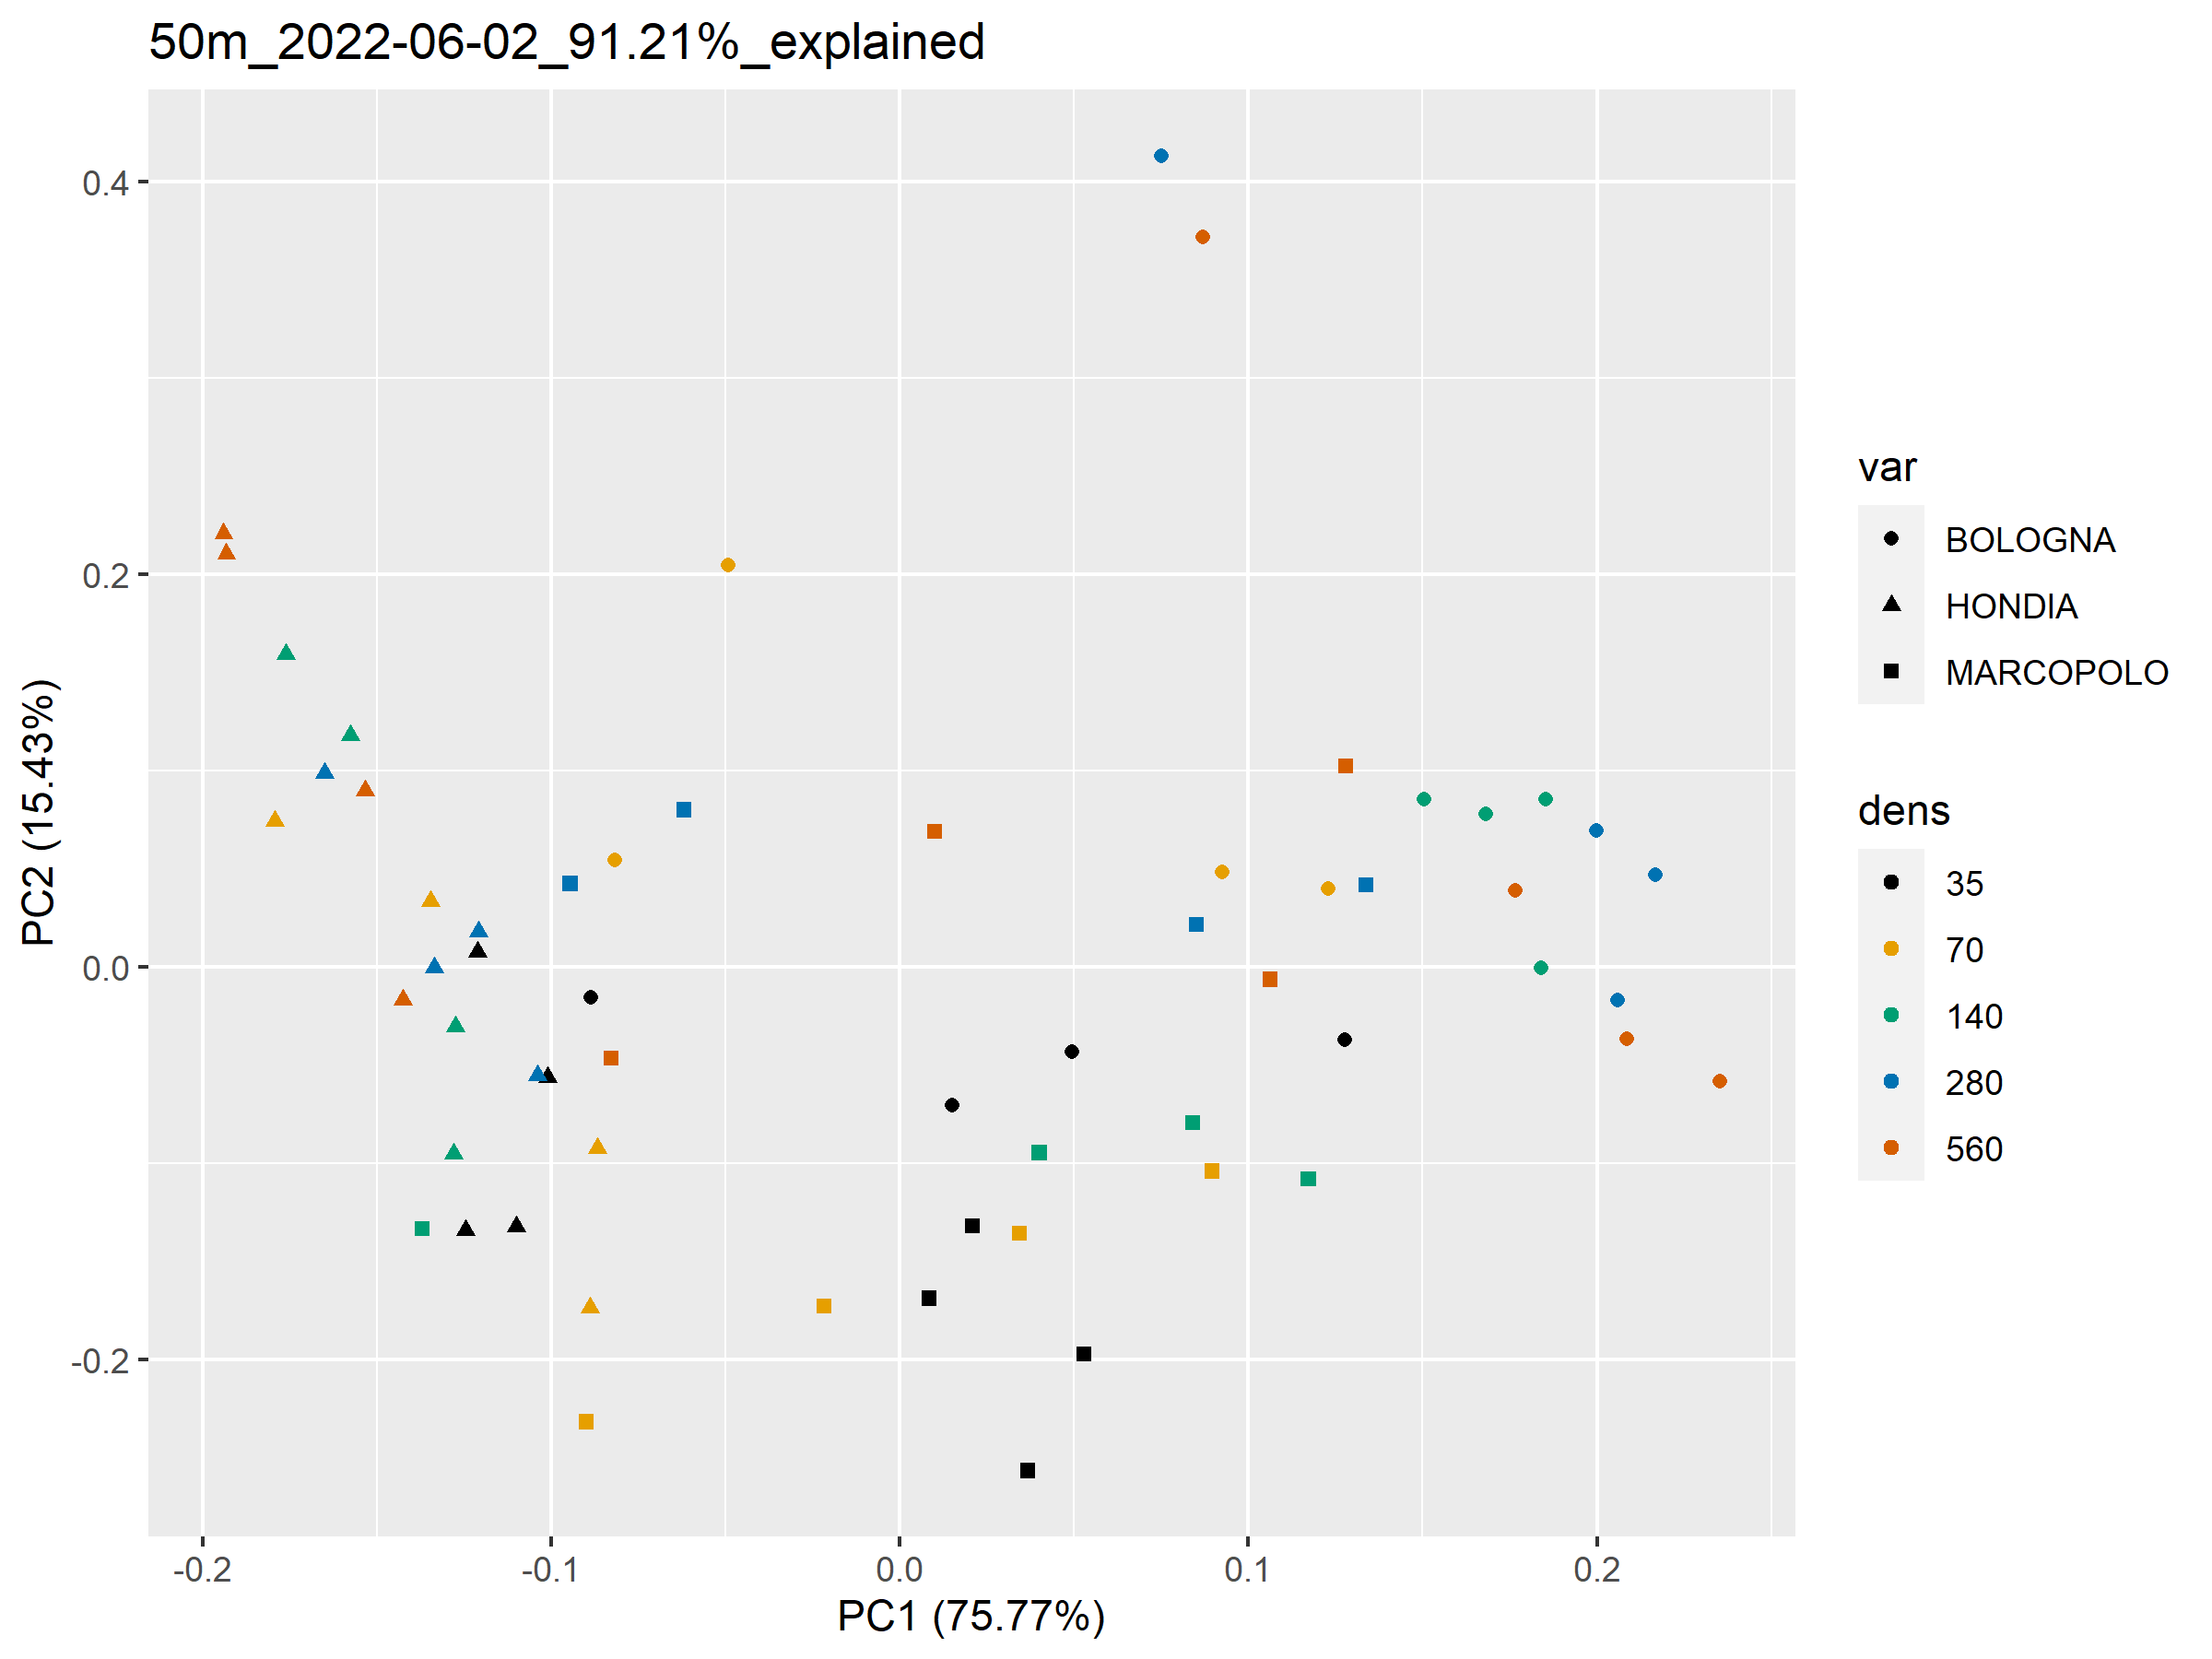 50m_2022-06-02_91.21%_explained
PC2 (15.43%)
0.4
0.2
0.0
-0.2
-0.2
-0.1
0.0
0.1
0.2
PC1 (75.77%)
var
BOLOGNA
HONDIA
MARCOPOLO
dens
35
70
140
280
560